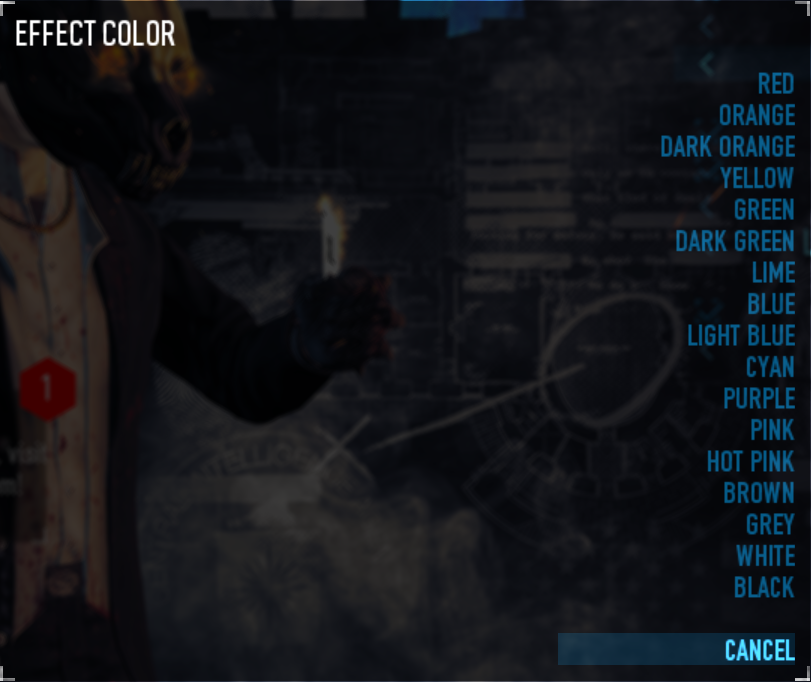 EFFECT COLOR
RED
ORANGE
DARK ORANGE
YELLOW
GREEN
DARK GREEN
LIME
BLUE
LIGHT BLUE
CYAN
PURPLE
PINK
HOT PINK
BROWN
GREY
WHITE
BLACK
CANCEL
1